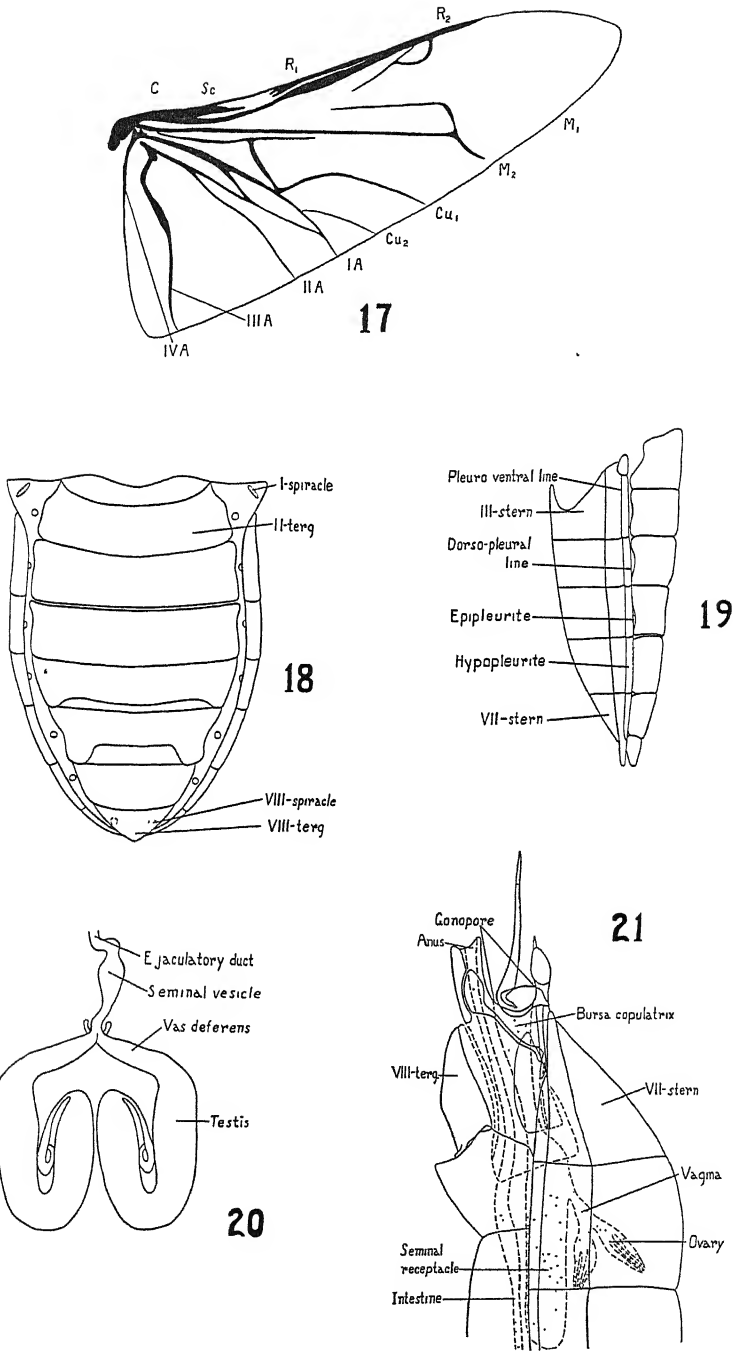 R₂
R₁
C
Sc
M₁
M₂
Cu₁
Cu₂
IA
IIA
IIIA
IVA
17
I-spiracle
II-terg
18
VIII-spiracle
VIII-terg
Pleuro ventral line
III-stern
Dorso-pleural
line
Epipleurite
Hypopleurite
VII-stern
19
Ejaculatory duct
Seminal vesicle
Vas deferens
Testis
20
Gonopore
21
Anus
Bursa copulatrix
VIII-terg
VII-stern
Vagina
Ovary
Seminal
receptacle
Intestine